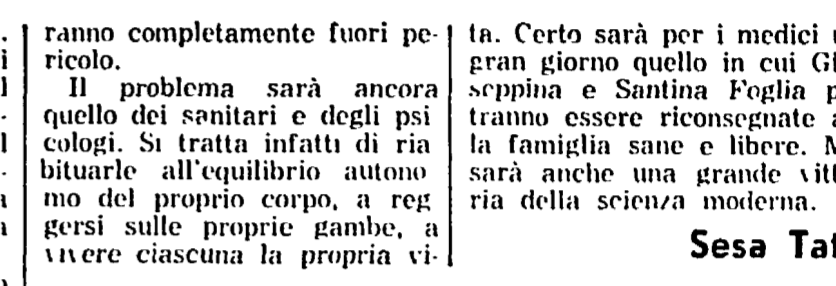 ranno completamente fuori pe-
ricolo.
Il problema sarà ancora
quello dei sanitari e degli psi
cologi. Si tratta infatti di ria
bituarle all'equilibrio autono
mo del proprio corpo, a reg
gersi sulle proprie gambe, a
vivere ciascuna la propria vi-
ta. Certo sarà per i medici
gran giorno quello in cui
seppina e Santina Foglia
tranno essere riconsegnate
la famiglia sane e libere.
sarà anche una grande
ria della scienza moderna.
Sesa